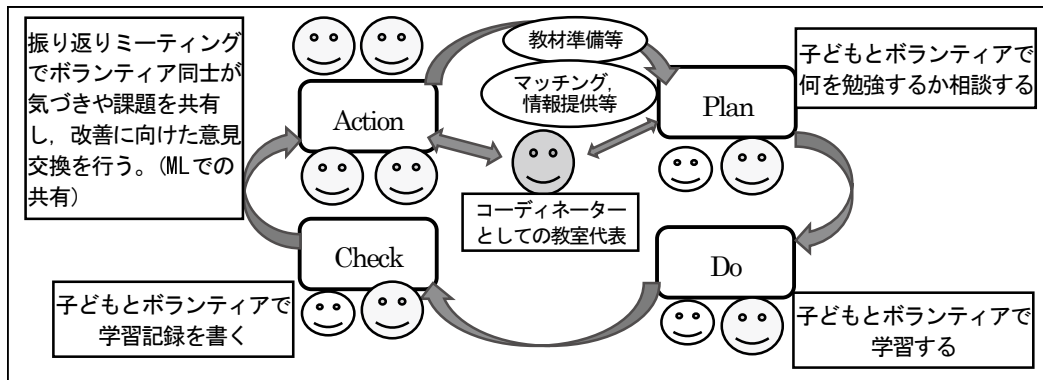 振り返りミーティング
でボランティア同士が
気づきや課題を共有
し，改善に向けた意見
交換を行う。（MLでの
共有）
Action
教材準備等
マッチング，
情報提供等
Plan
子どもとボランティアで
何を勉強するか相談する
コーディネーター
としての教室代表
Check
子どもとボランティアで
学習記録を書く
Do
子どもとボランティアで
学習する